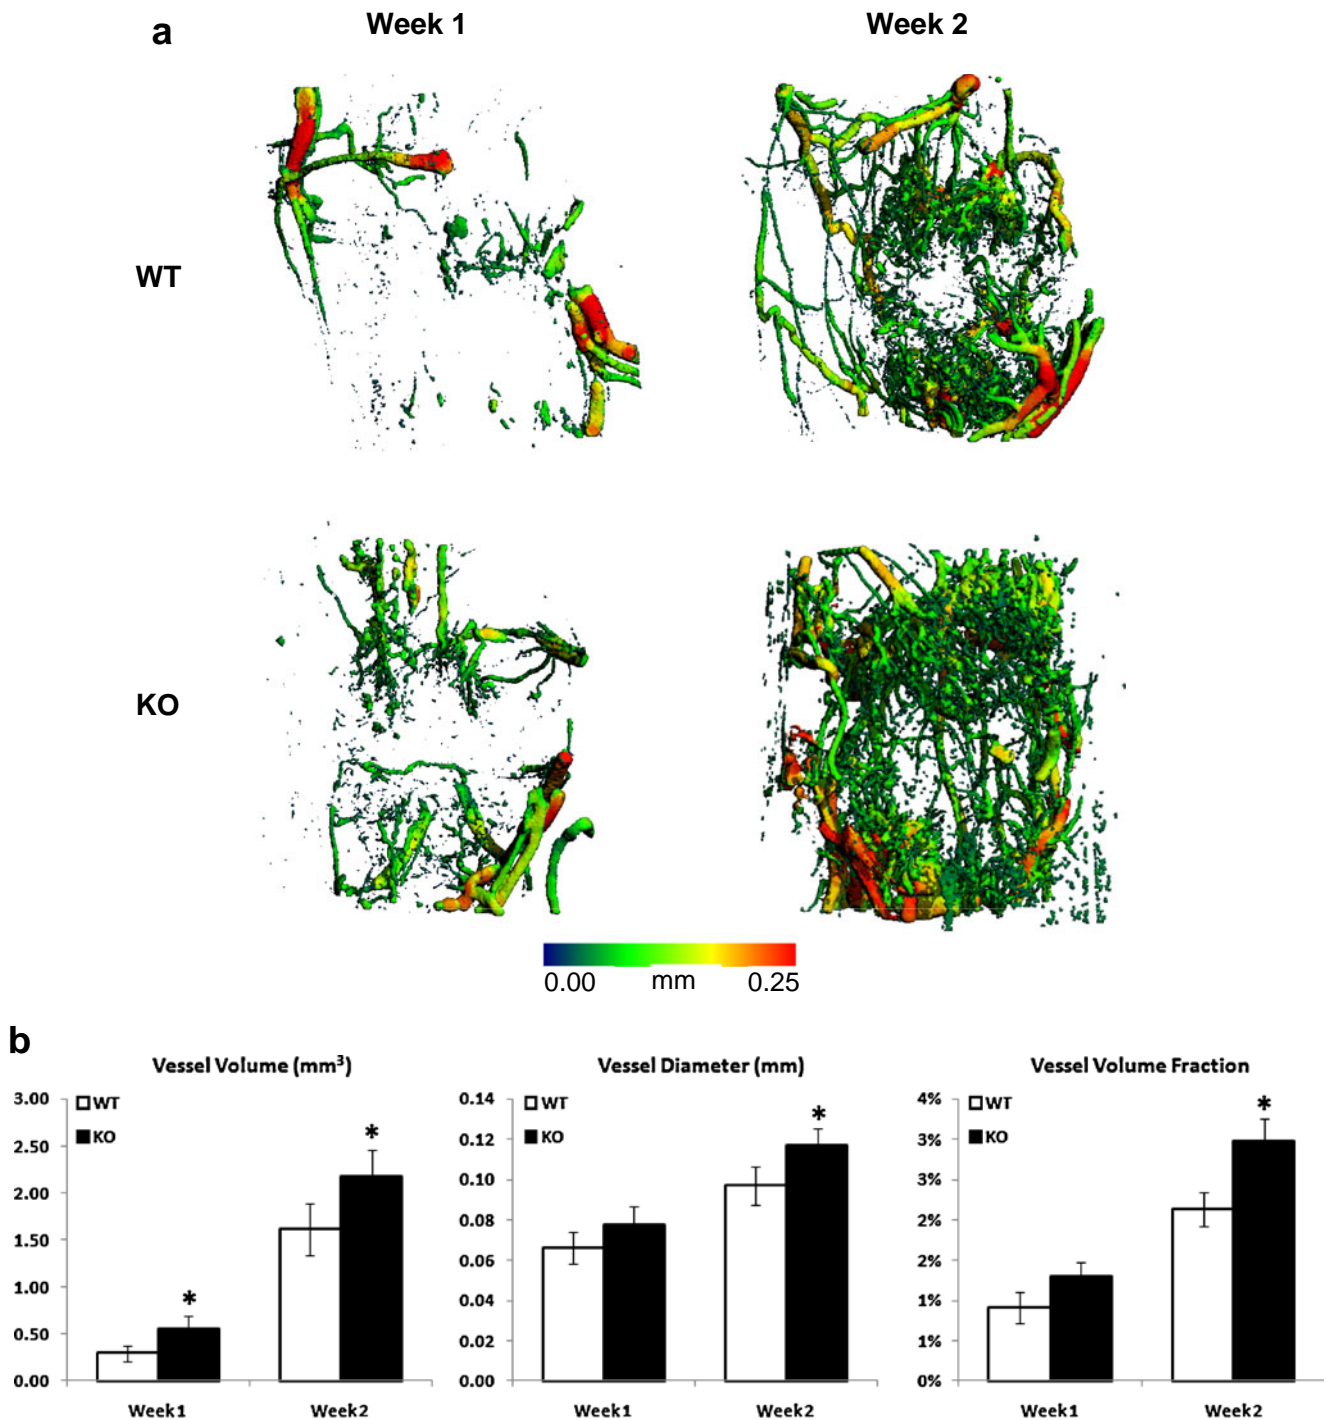 a
Week 1
Week 2
WT
KO
0.00
mm
0.25
b
Vessel Volume (mm³)
3.00
2.50
2.00
1.50
1.00
0.50
0.00
WT
KO
*
*
Week1
Week2
Vessel Diameter (mm)
0.14
0.12
0.10
0.08
0.06
0.04
0.02
0.00
WT
KO
*
Week1
Week2
Vessel Volume Fraction
4%
3%
3%
2%
2%
1%
1%
0%
WT
KO
*
Week1
Week2